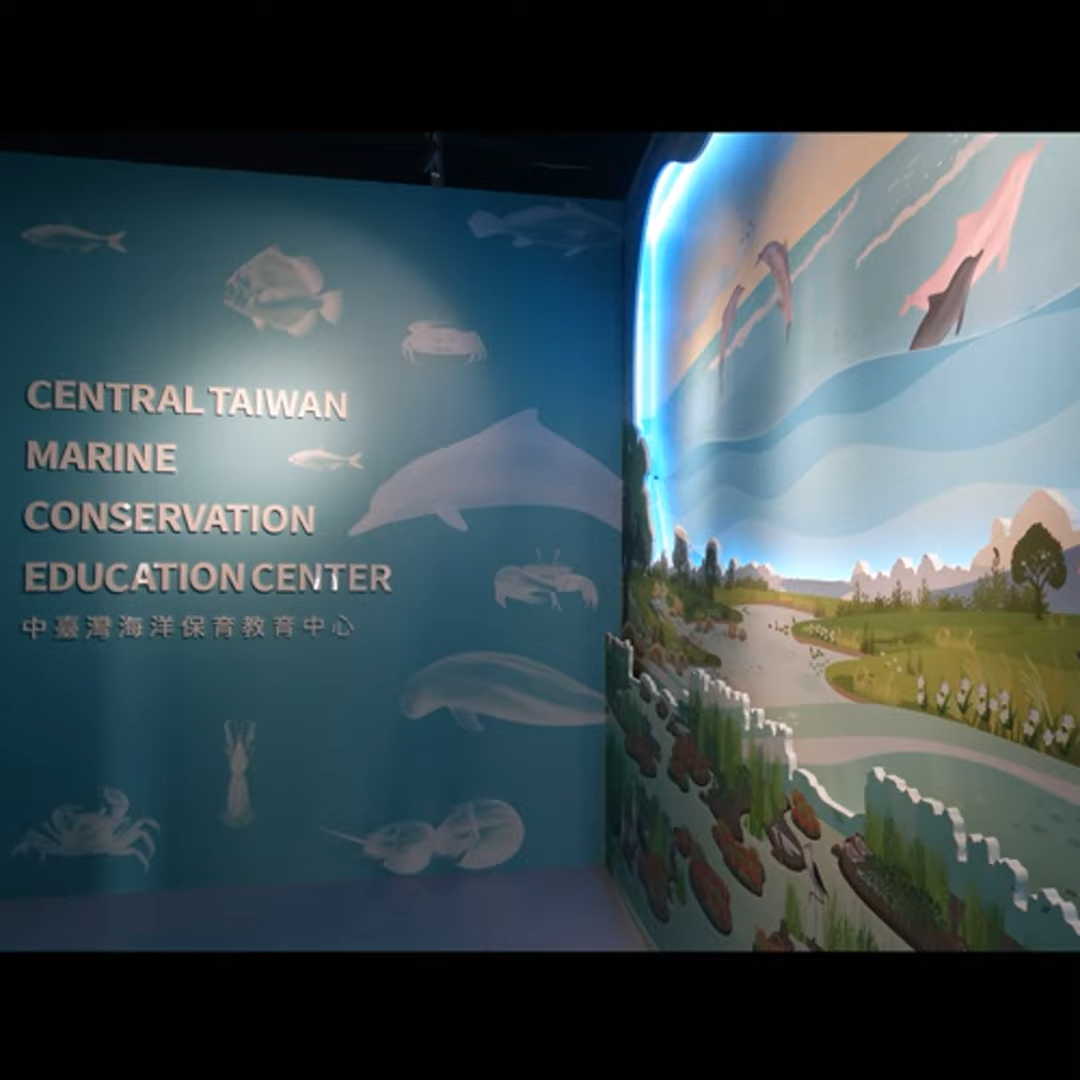 CENTRAL TAIWAN
MARINE
CONSERVATION
EDUCATION CENTER
中臺灣海洋保育教育中心